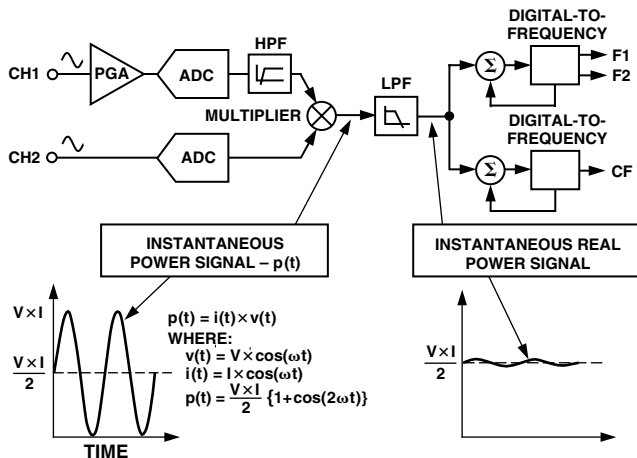 DIGITAL-TO-
FREQUENCY
HPF
F1
CH1
PGA
ADC
Σ
F2
LPF
MULTIPLIER
DIGITAL-TO-
FREQUENCY
CH2
ADC
Σ
CF
INSTANTANEOUS
POWER SIGNAL – p(t)
INSTANTANEOUS REAL
POWER SIGNAL
V × I
p(t) = i(t) × v(t)
WHERE:
v(t) = V × cos(ωt)
i(t) = I × cos(ωt)
p(t) = V × I / 2 {1+cos(2ωt)}
V × I
2
V × I
2
TIME